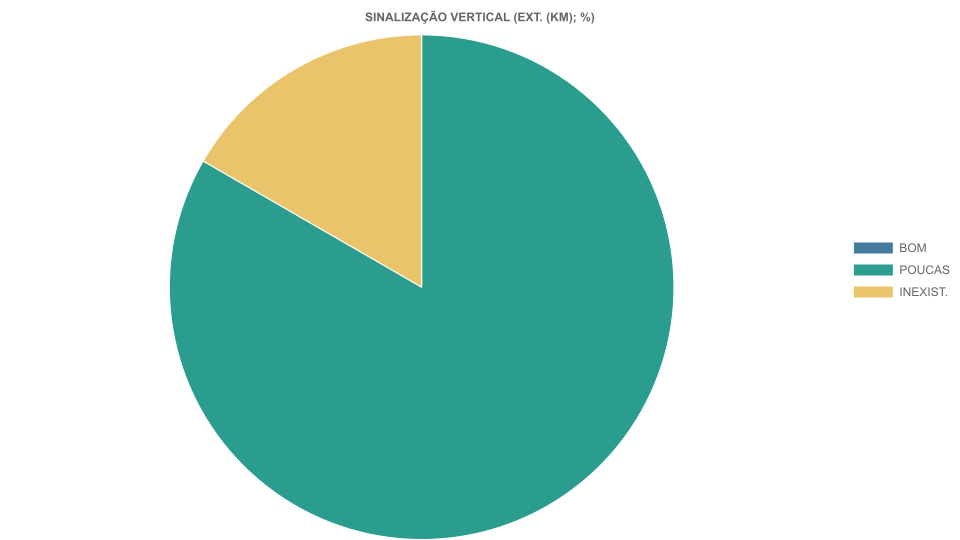 SINALIZAÇÃO VERTICAL (EXT. (KM); %)
BOM
POUCAS
INEXIST.